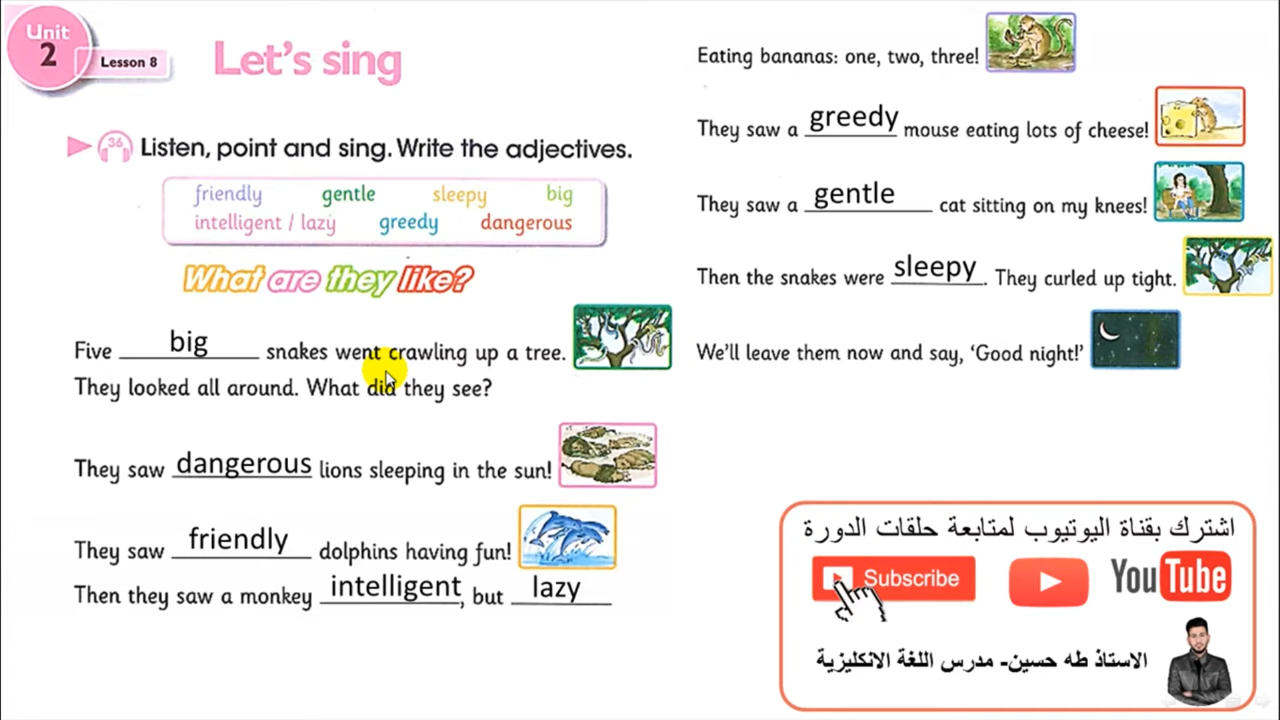 Unit
2
Lesson 8
Let's sing
36
Listen, point and sing. Write the adjectives.
friendly gentle sleepy big
intelligent / lazy greedy dangerous
What are they like?
Five big snakes went crawling up a tree.
They looked all around. What did they see?
They saw dangerous lions sleeping in the sun!
They saw friendly dolphins having fun!
Then they saw a monkey intelligent, but lazy
Eating bananas: one, two, three!
They saw a greedy mouse eating lots of cheese!
They saw a gentle cat sitting on my knees!
Then the snakes were sleepy. They curled up tight.
We'll leave them now and say, 'Good night!'
اشترك بقناة اليوتيوب لمتابعة حلقات الدورة
Subscribe
YouTube
الاستاذ طه حسين- مدرس اللغة الانكليزية